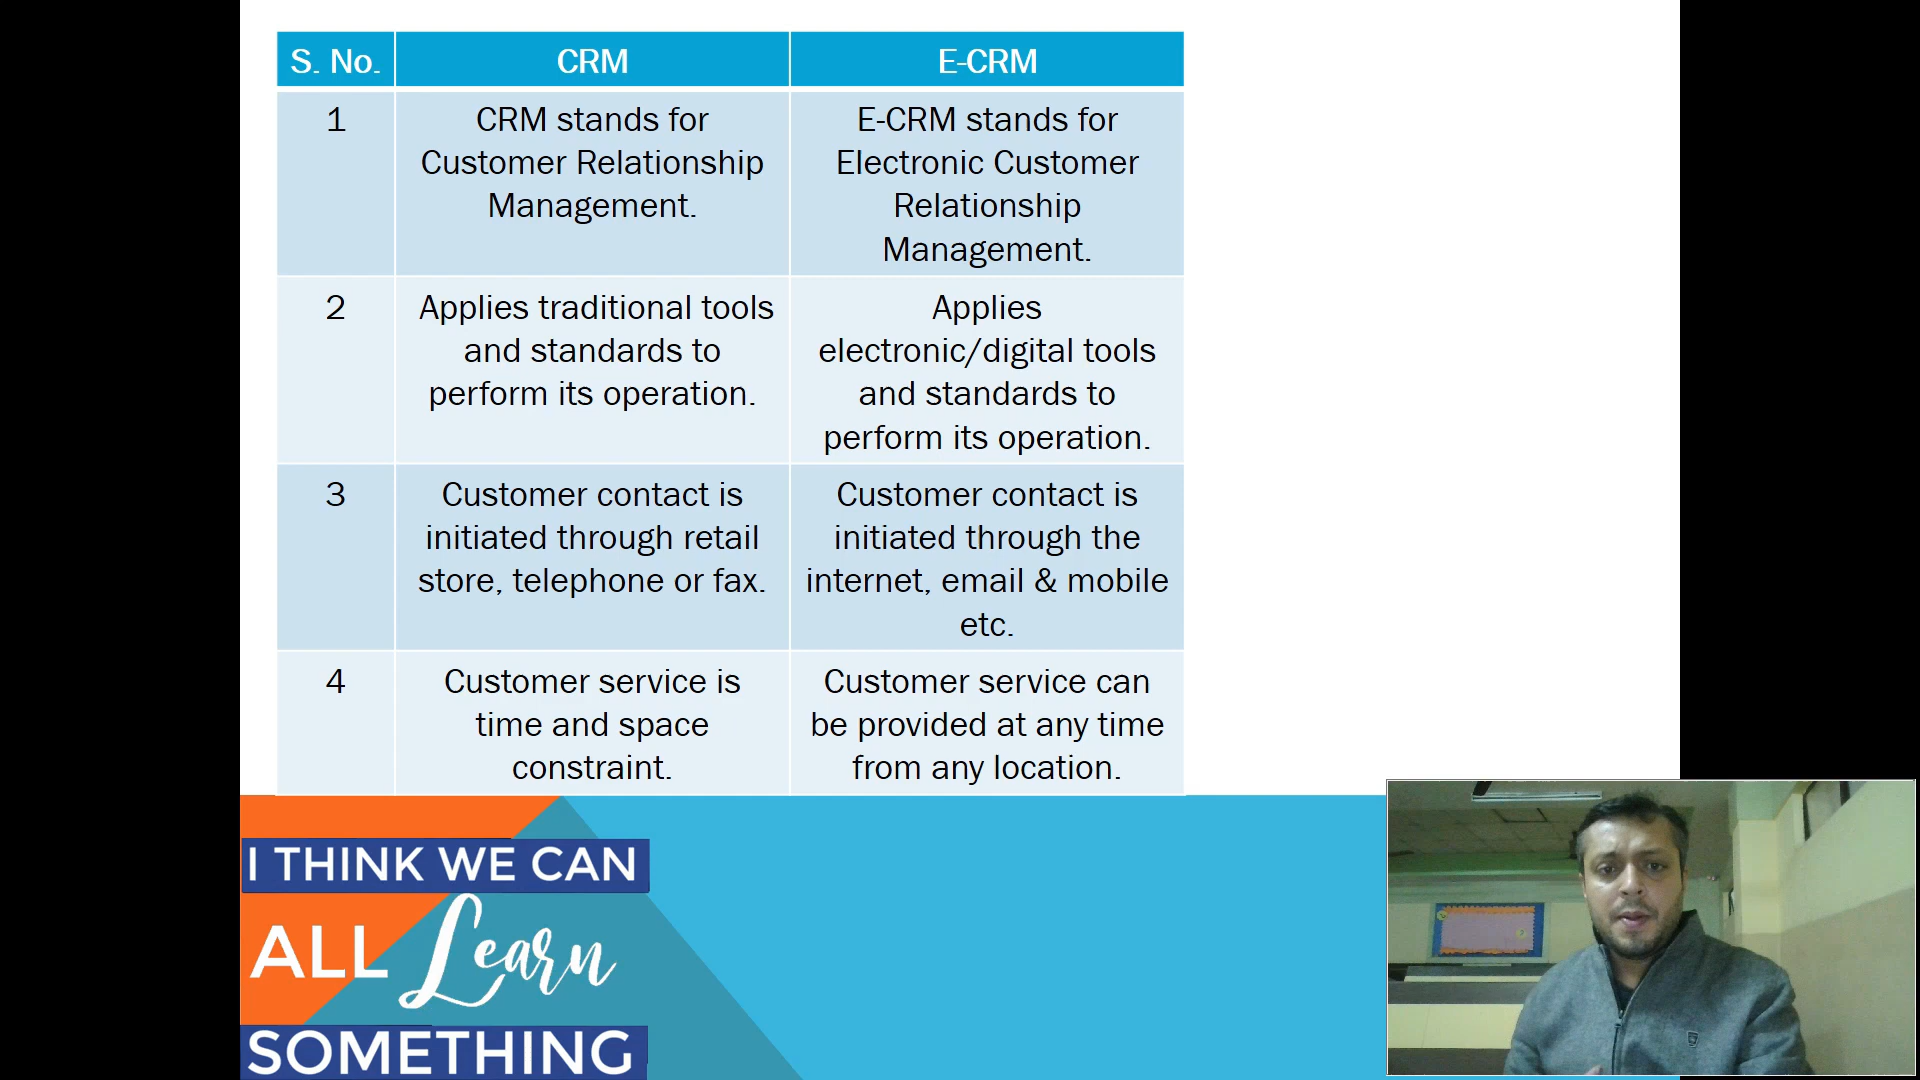 S. No.
CRM
E-CRM
1
CRM stands for
Customer Relationship
Management.
E-CRM stands for
Electronic Customer
Relationship
Management.
2
Applies traditional tools
and standards to
perform its operation.
Applies
electronic/digital tools
and standards to
perform its operation.
3
Customer contact is
initiated through retail
store, telephone or fax.
Customer contact is
initiated through the
internet, email & mobile
etc.
4
Customer service is
time and space
constraint.
Customer service can
be provided at any time
from any location.
I THINK WE CAN
ALL Learn
SOMETHING